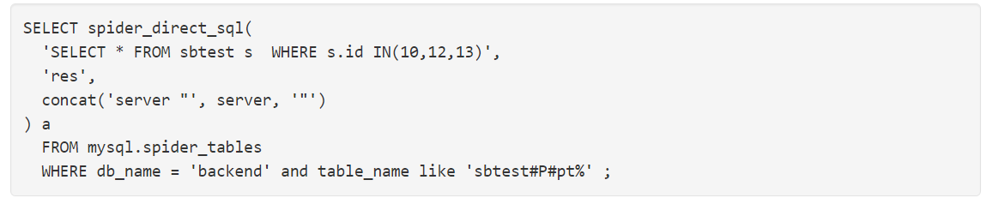 SELECT spider_direct_sql(
  'SELECT * FROM sbtest s  WHERE s.id IN(10,12,13)',
  'res',
  concat('server "', server, '"')
) a
  FROM mysql.spider_tables
  WHERE db_name = 'backend' and table_name like 'sbtest#P#pt%' ;